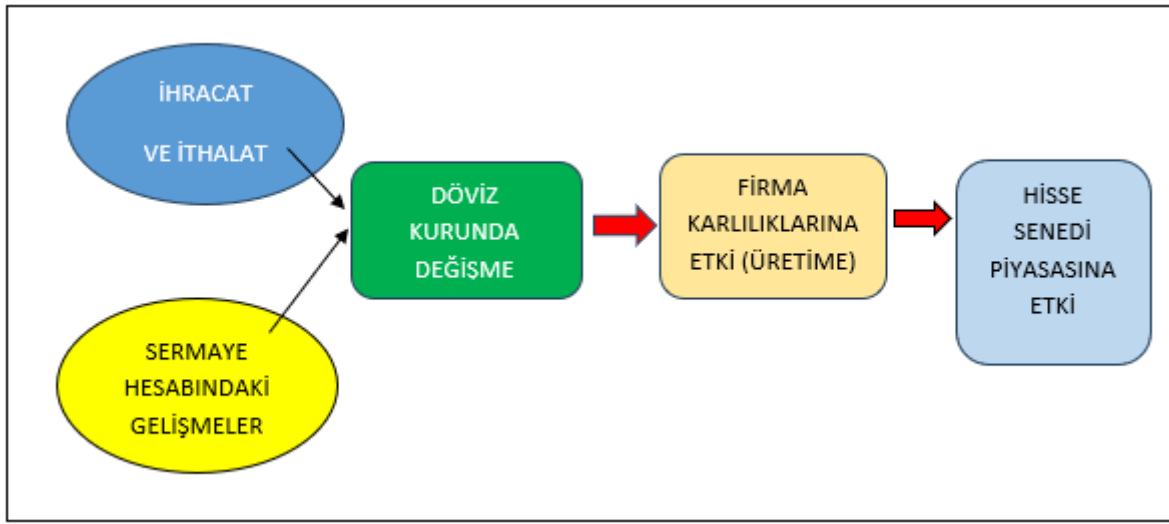 İHRACAT
VE İTHALAT
SERMAYE
HESABINDAKİ
GELİŞMELER
DÖVİZ
KURUNDA
DEĞİŞME
FİRMA
KARLILIKLARINA
ETKİ (ÜRETİME)
HİSSE
SENEDİ
PİYASASINA
ETKİ